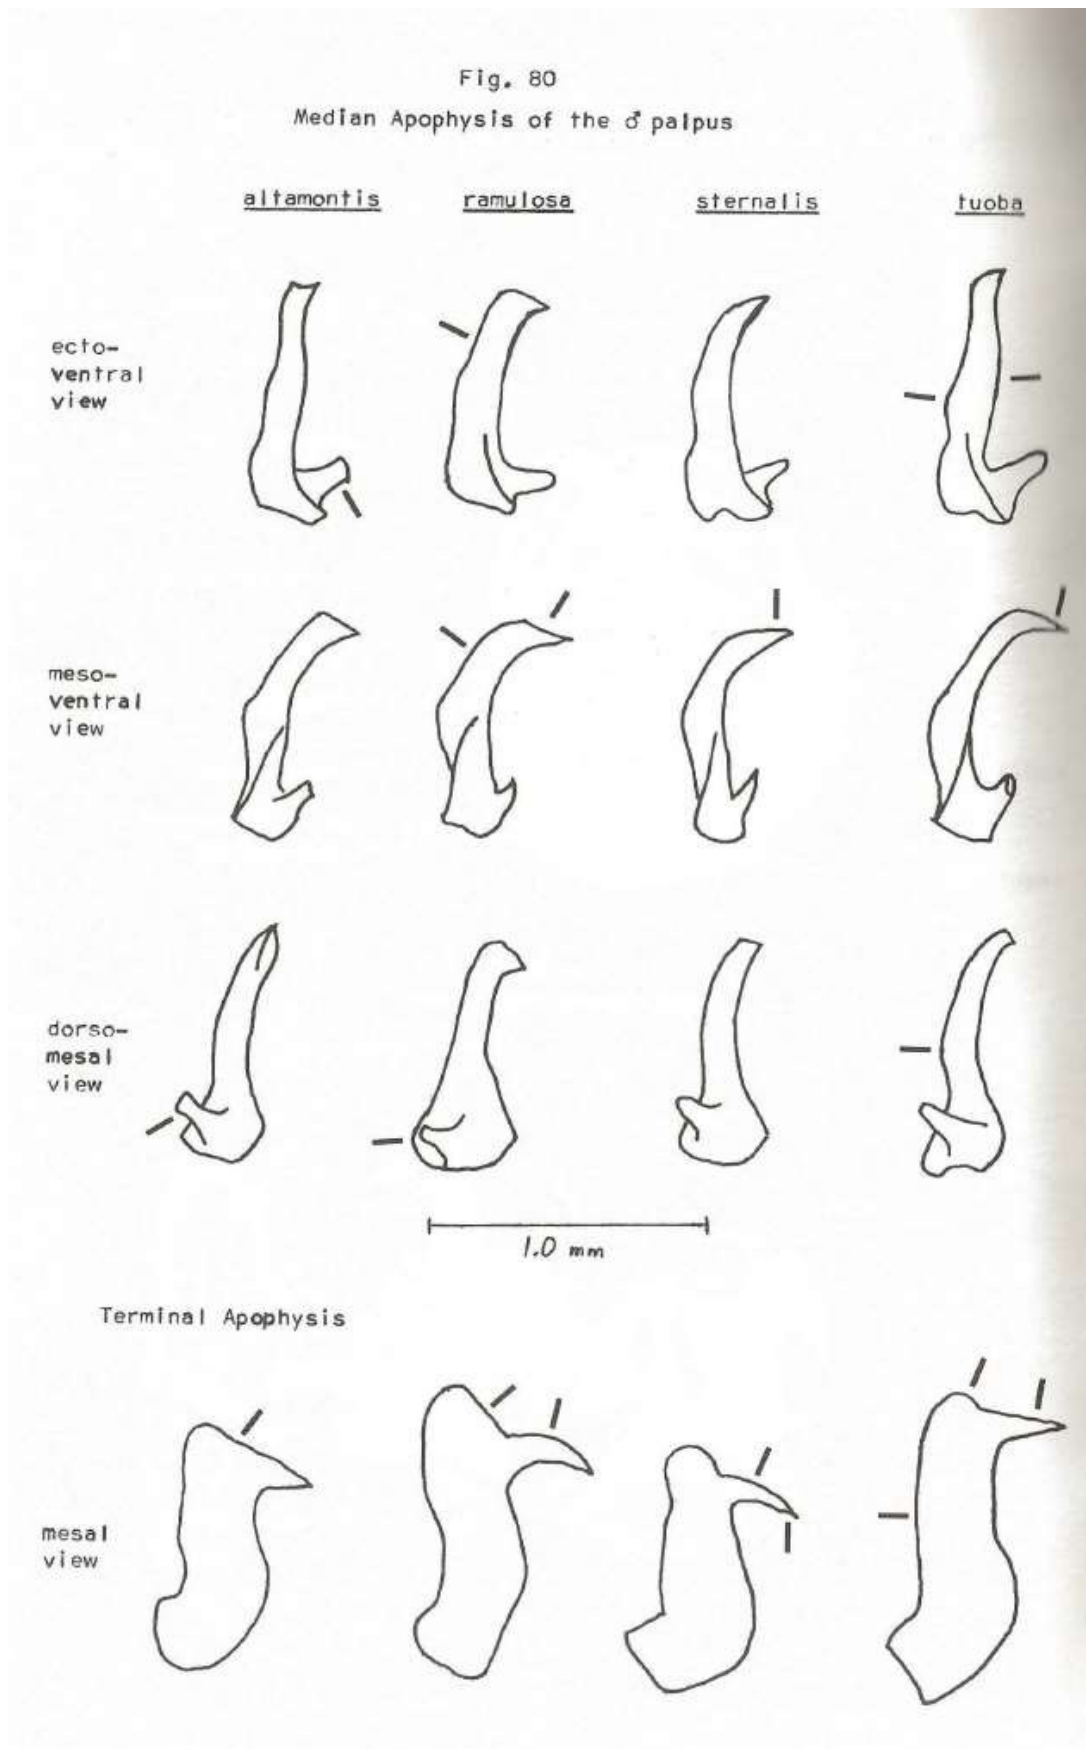 Fig. 80
Median Apophysis of the ♂ palpus
altamontis ramulosa sternalis tuoba
ecto-
ventral
view
meso-
ventral
view
dorso-
mesal
view
1.0 mm
Terminal Apophysis
mesal
view